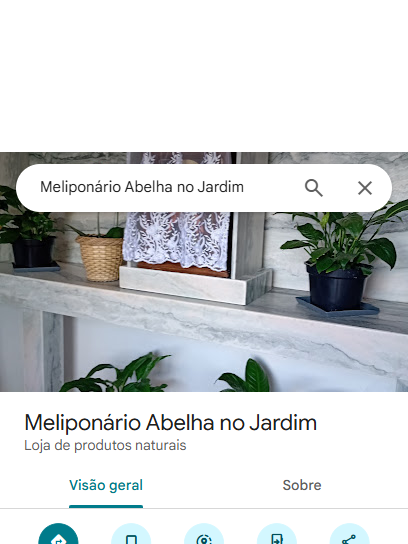 Meliponário Abelha no Jardim
Meliponário Abelha no Jardim
Loja de produtos naturais
Visão geral
Sobre